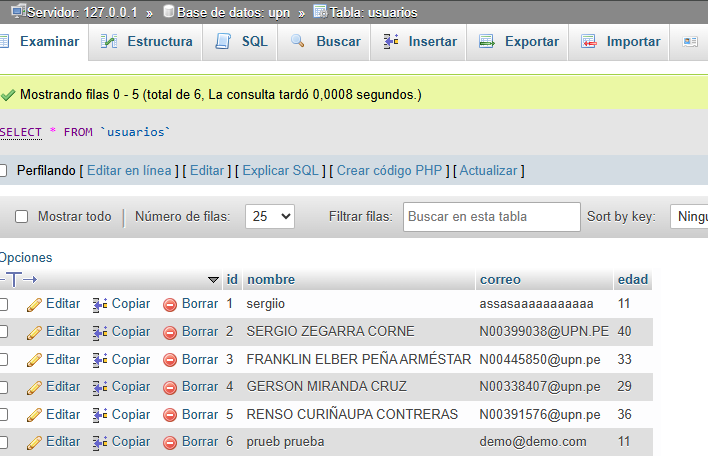 Servidor: 127.0.0.1 » Base de datos: upn » Tabla: usuarios
Examinar Estructura SQL Buscar Insertar Exportar Importar
Mostrando filas 0 - 5 (total de 6, La consulta tardó 0,0008 segundos.)
SELECT * FROM `usuarios`
Perfilando [ Editar en línea ] [ Editar ] [ Explicar SQL ] [ Crear código PHP ] [ Actualizar ]
Mostrar todo | Número de filas: 25 Filtrar filas: Buscar en esta tabla Sort by key: Ningu
Opciones
id nombre correo edad
Editar Copiar Borrar 1 sergiio assasaaaaaaaaaaa 11
Editar Copiar Borrar 2 SERGIO ZEGARRA CORNE N00399038@UPN.PE 40
Editar Copiar Borrar 3 FRANKLIN ELBER PEÑA ARMÉSTAR N00445850@upn.pe 33
Editar Copiar Borrar 4 GERSON MIRANDA CRUZ N00338407@upn.pe 29
Editar Copiar Borrar 5 RENSO CURIÑAUPA CONTRERAS N00391576@upn.pe 36
Editar Copiar Borrar 6 prueb prueba demo@demo.com 11